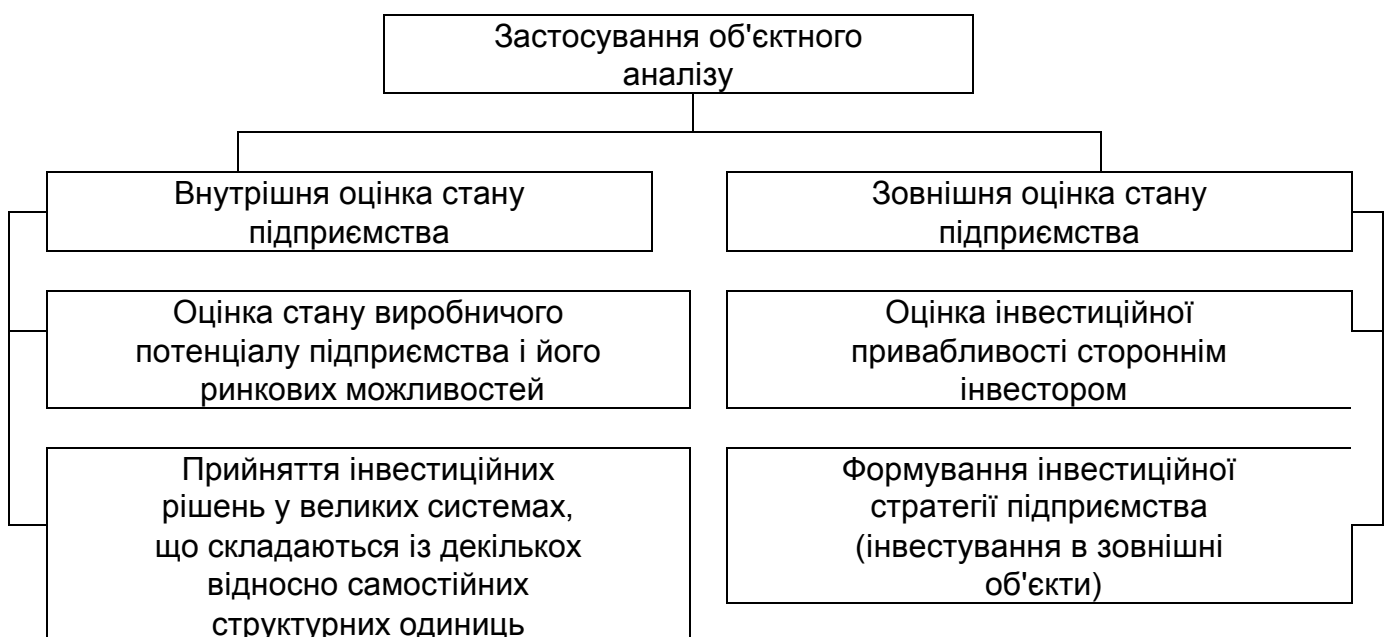 Застосування об'єктного
аналізу
Внутрішня оцінка стану
підприємства
Зовнішня оцінка стану
підприємства
Оцінка стану виробничого
потенціалу підприємства і його
ринкових можливостей
Оцінка інвестиційної
привабливості стороннім
інвестором
Прийняття інвестиційних
рішень у великих системах,
що складаються із декількох
відносно самостійних
структурних одиниць
Формування інвестиційної
стратегії підприємства
(інвестування в зовнішні
об'єкти)